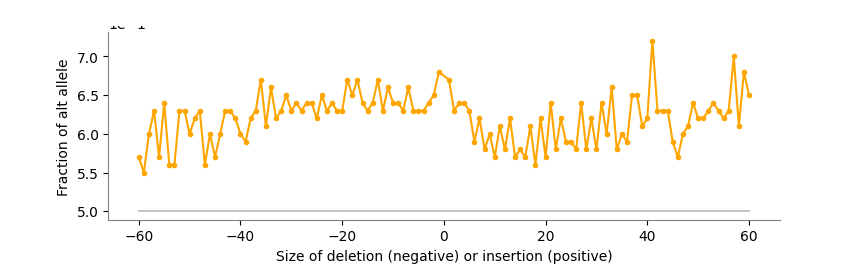 7.0
6.5
6.0
5.5
5.0
Fraction of alt allele
−60 −40 −20 0 20 40 60
Size of deletion (negative) or insertion (positive)